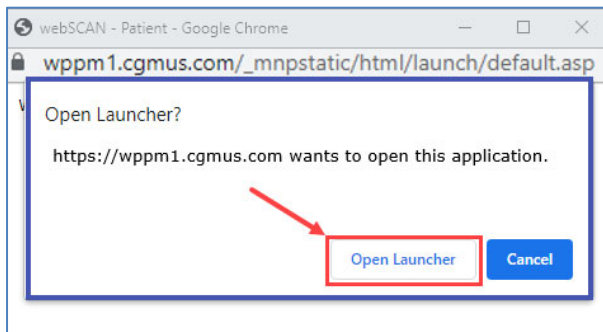 webSCAN - Patient - Google Chrome
wppm1.cgmus.com/_mnpstatic/html/launch/default.asp
Open Launcher?
https://wppm1.cgmus.com wants to open this application.
Open Launcher Cancel